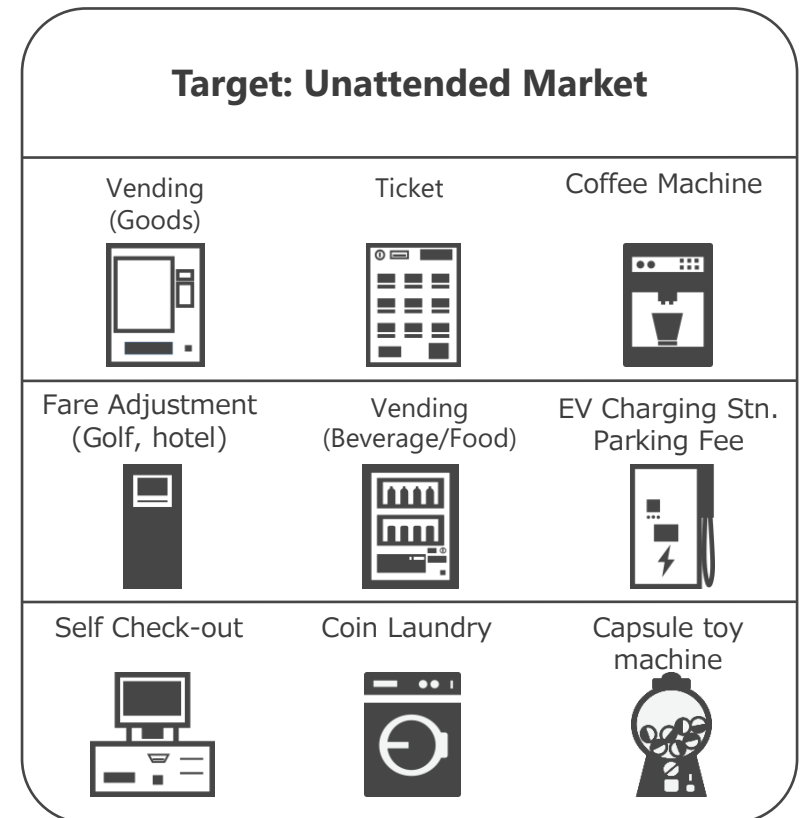 Target: Unattended Market
Vending
(Goods)
Ticket
Coffee Machine
Fare Adjustment
(Golf, hotel)
Vending
(Beverage/Food)
EV Charging Stn.
Parking Fee
Self Check-out
Coin Laundry
Capsule toy
machine